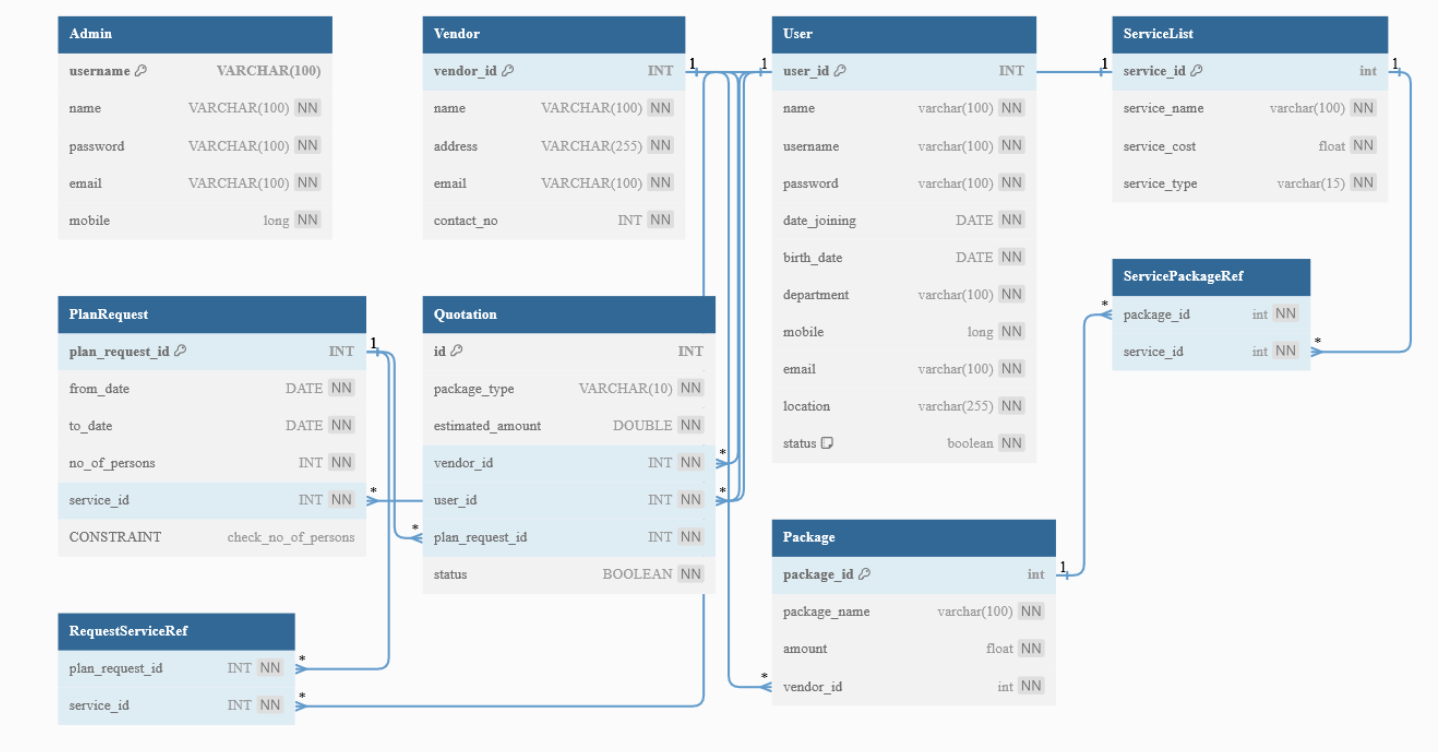 Admin
username VARCHAR(100)
name VARCHAR(100) NN
password VARCHAR(100) NN
email VARCHAR(100) NN
mobile long NN
Vendor
vendor_id INT
name VARCHAR(100) NN
address VARCHAR(255) NN
email VARCHAR(100) NN
contact_no INT NN
1
1
User
user_id INT
name varchar(100) NN
username varchar(100) NN
password varchar(100) NN
date_joining DATE NN
birth_date DATE NN
department varchar(100) NN
mobile long NN
email varchar(100) NN
location varchar(255) NN
status boolean NN
1
ServiceList
service_id int
service_name varchar(100) NN
service_cost float NN
service_type varchar(15) NN
1
ServicePackageRef
package_id int NN
service_id int NN
*
*
PlanRequest
plan_request_id INT
from_date DATE NN
to_date DATE NN
no_of_persons INT NN
service_id INT NN
CONSTRAINT check_no_of_persons
1
*
*
Quotation
id INT
package_type VARCHAR(10) NN
estimated_amount DOUBLE NN
vendor_id INT NN
user_id INT NN
plan_request_id INT NN
status BOOLEAN NN
*
*
Package
package_id int
package_name varchar(100) NN
amount float NN
vendor_id int NN
1
*
RequestServiceRef
plan_request_id INT NN
service_id INT NN
*
*